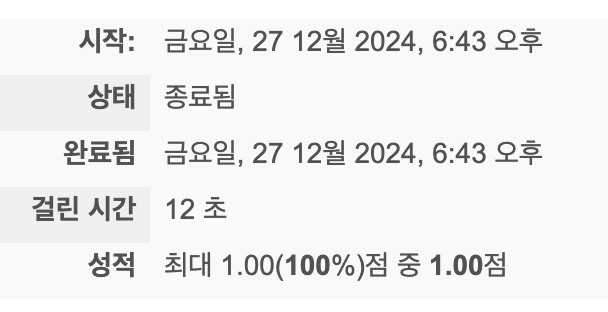 시작: 금요일, 27 12월 2024, 6:43 오후
상태 종료됨
완료됨 금요일, 27 12월 2024, 6:43 오후
걸린 시간 12 초
성적 최대 1.00(100%)점 중 1.00점